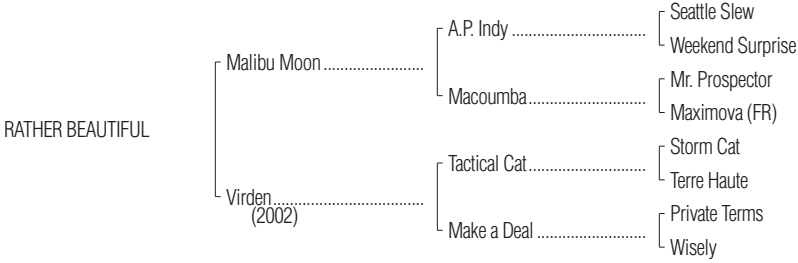 Seattle Slew
A.P. Indy ................................
Weekend Surprise
Malibu Moon ........................
Mr. Prospector
Macoumba............................
Maximova (FR)
RATHER BEAUTIFUL
Storm Cat
Tactical Cat............................
Terre Haute
Virden....................................
(2002)
Private Terms
Make a Deal ..........................
Wisely